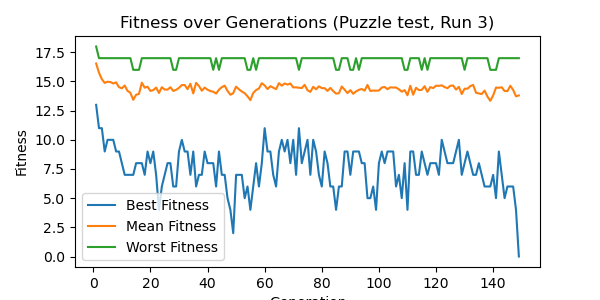 Fitness over Generations (Puzzle test, Run 3)
Fitness
17.5
15.0
12.5
10.0
7.5
5.0
2.5
0.0
Best Fitness
Mean Fitness
Worst Fitness
0 20 40 60 80 100 120 140
Generation